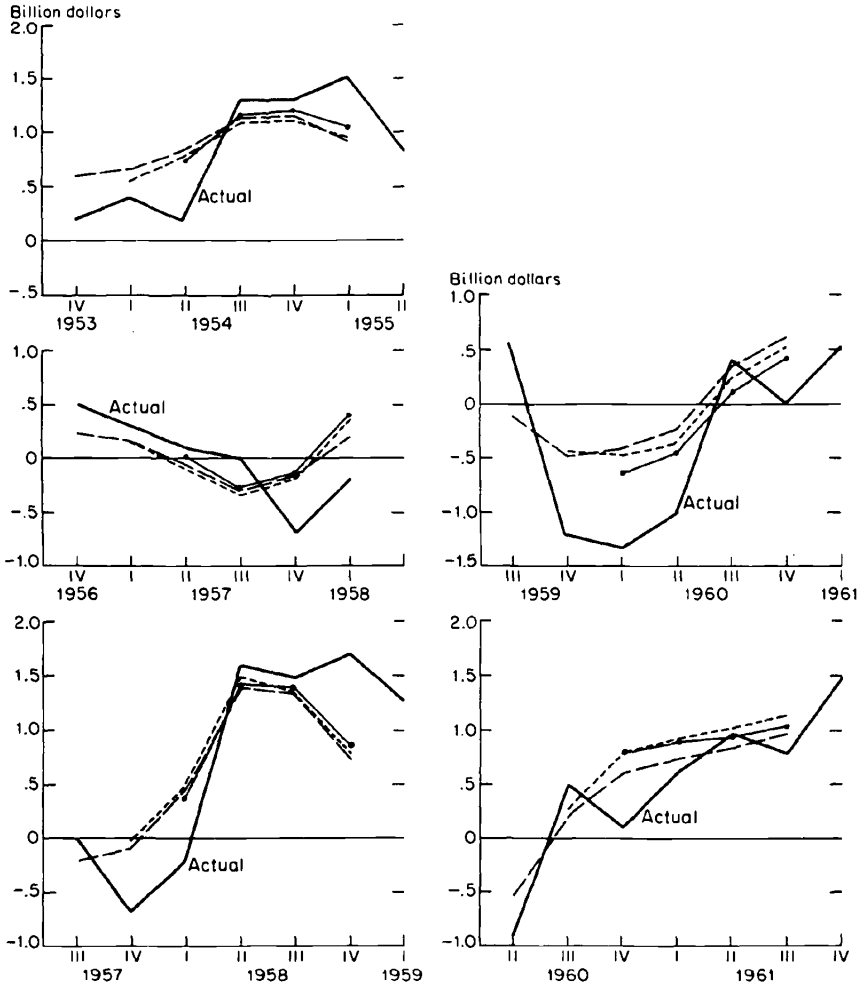 Billion dollars
2.0
1.5
1.0
.5
0
-.5
Actual
IV I II III IV I II
1953 1954 1955
1.0
.5
0
-.5
-1.0
Actual
IV I II III IV I
1956 1957 1958
2.0
1.5
1.0
.5
0
-.5
-1.0
Actual
III IV I II III IV I
1957 1958 1959
Billion dollars
1.0
.5
0
-.5
-1.0
-1.5
Actual
III IV I II III IV I
1959 1960 1961
2.0
1.5
1.0
.5
0
-.5
-1.0
Actual
II III IV I II III IV
1960 1961